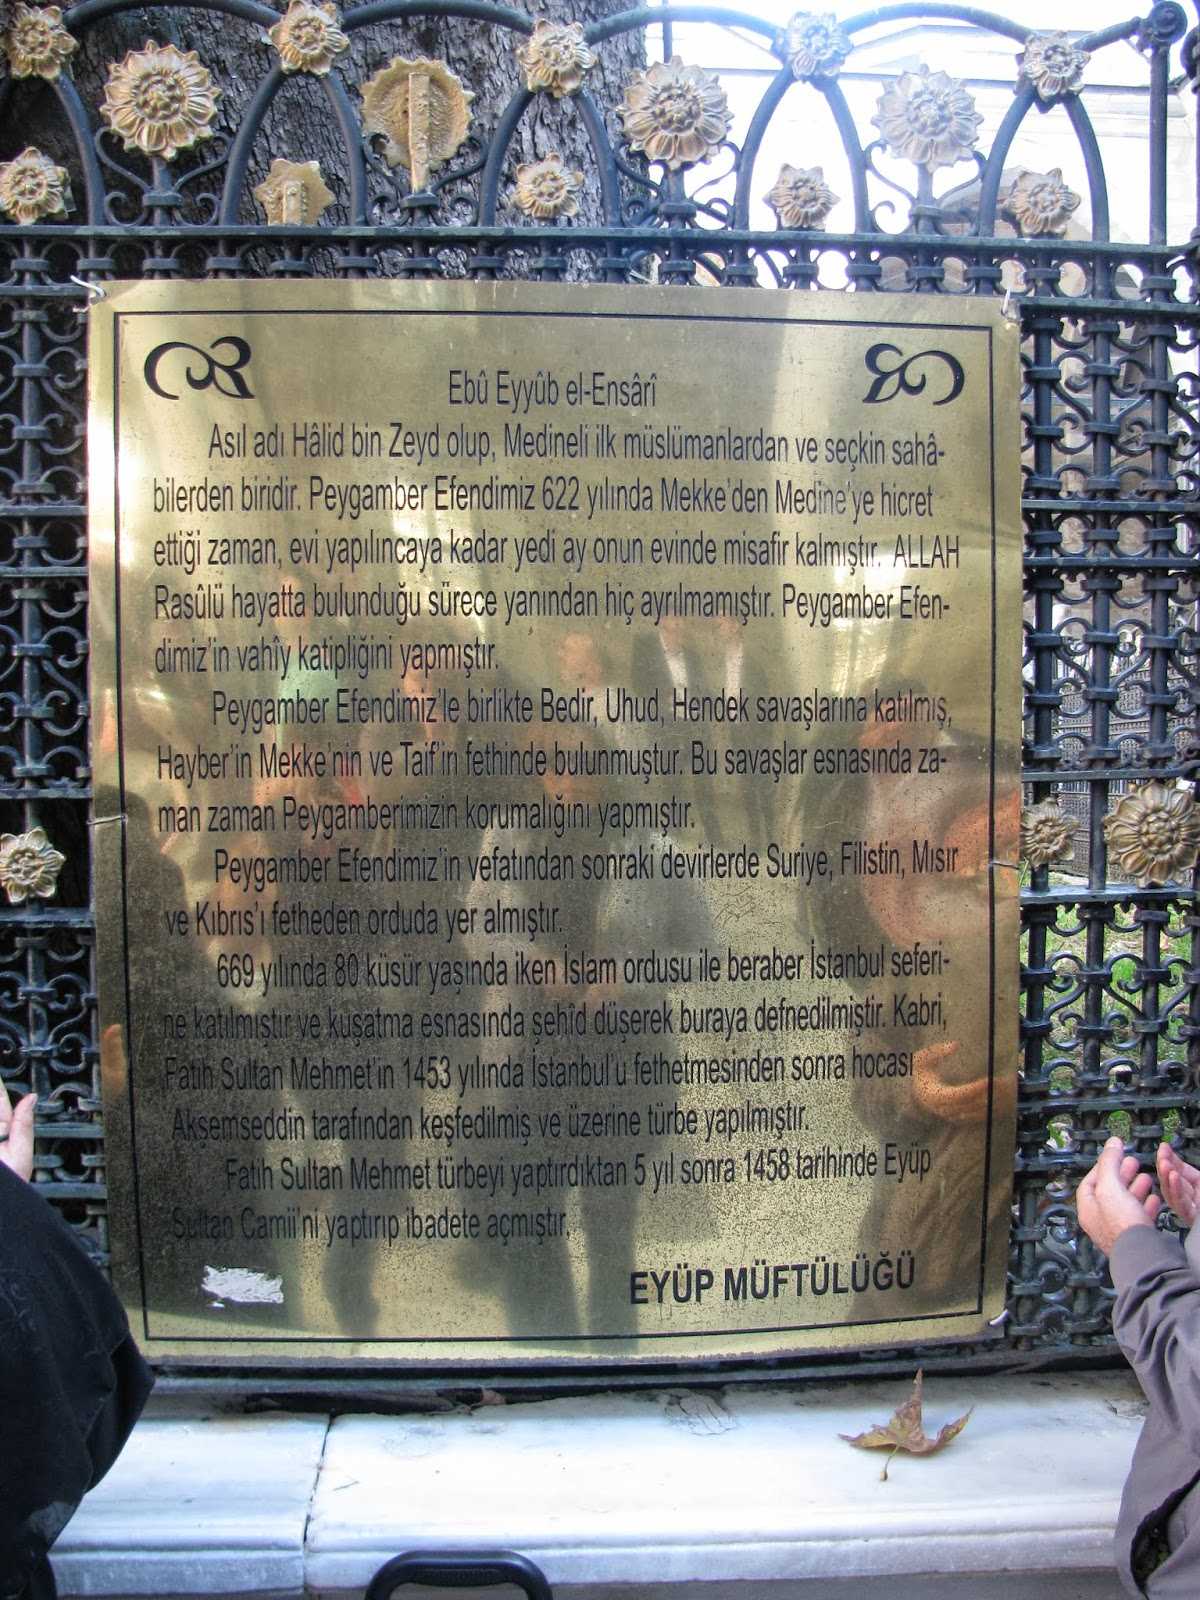 Ebû Eyyûb el-Ensârî
Asıl adı Hâlid bin Zeyd olup, Medineli ilk müslümanlardan ve seçkin sahâ-
bilerden biridir. Peygamber Efendimiz 622 yılında Mekke'den Medine'ye hicret
ettiği zaman, evi yapılıncaya kadar yedi ay onun evinde misafir kalmıştır. ALLAH
Rasûlü hayatta bulunduğu sürece yanından hiç ayrılmamıştır. Peygamber Efen-
dimiz'in vahîy katipliğini yapmıştır.
Peygamber Efendimiz'le birlikte Bedir, Uhud, Hendek savaşlarına katılmış,
Hayber'in Mekke'nin ve Taif'in fethinde bulunmuştur. Bu savaşlar esnasında za-
man zaman Peygamberimizin korumalığını yapmıştır.
Peygamber Efendimiz'in vefatından sonraki devirlerde Suriye, Filistin, Mısır
ve Kıbrıs'ı fetheden orduda yer almıştır.
669 yılında 80 küsür yaşında iken İslam ordusu ile beraber İstanbul seferi-
ne katılmıştır ve kuşatma esnasında şehîd düşerek buraya defnedilmiştir. Kabri,
Fatih Sultan Mehmet'in 1453 yılında İstanbul'u fethetmesinden sonra hocası
Akşemseddin tarafından keşfedilmiş ve üzerine türbe yapılmıştır.
Fatih Sultan Mehmet türbeyi yaptırdıktan 5 yıl sonra 1458 tarihinde Eyüp
Sultan Camii'ni yaptırıp ibadete açmıştır.
EYÜP MÜFTÜLÜĞÜ